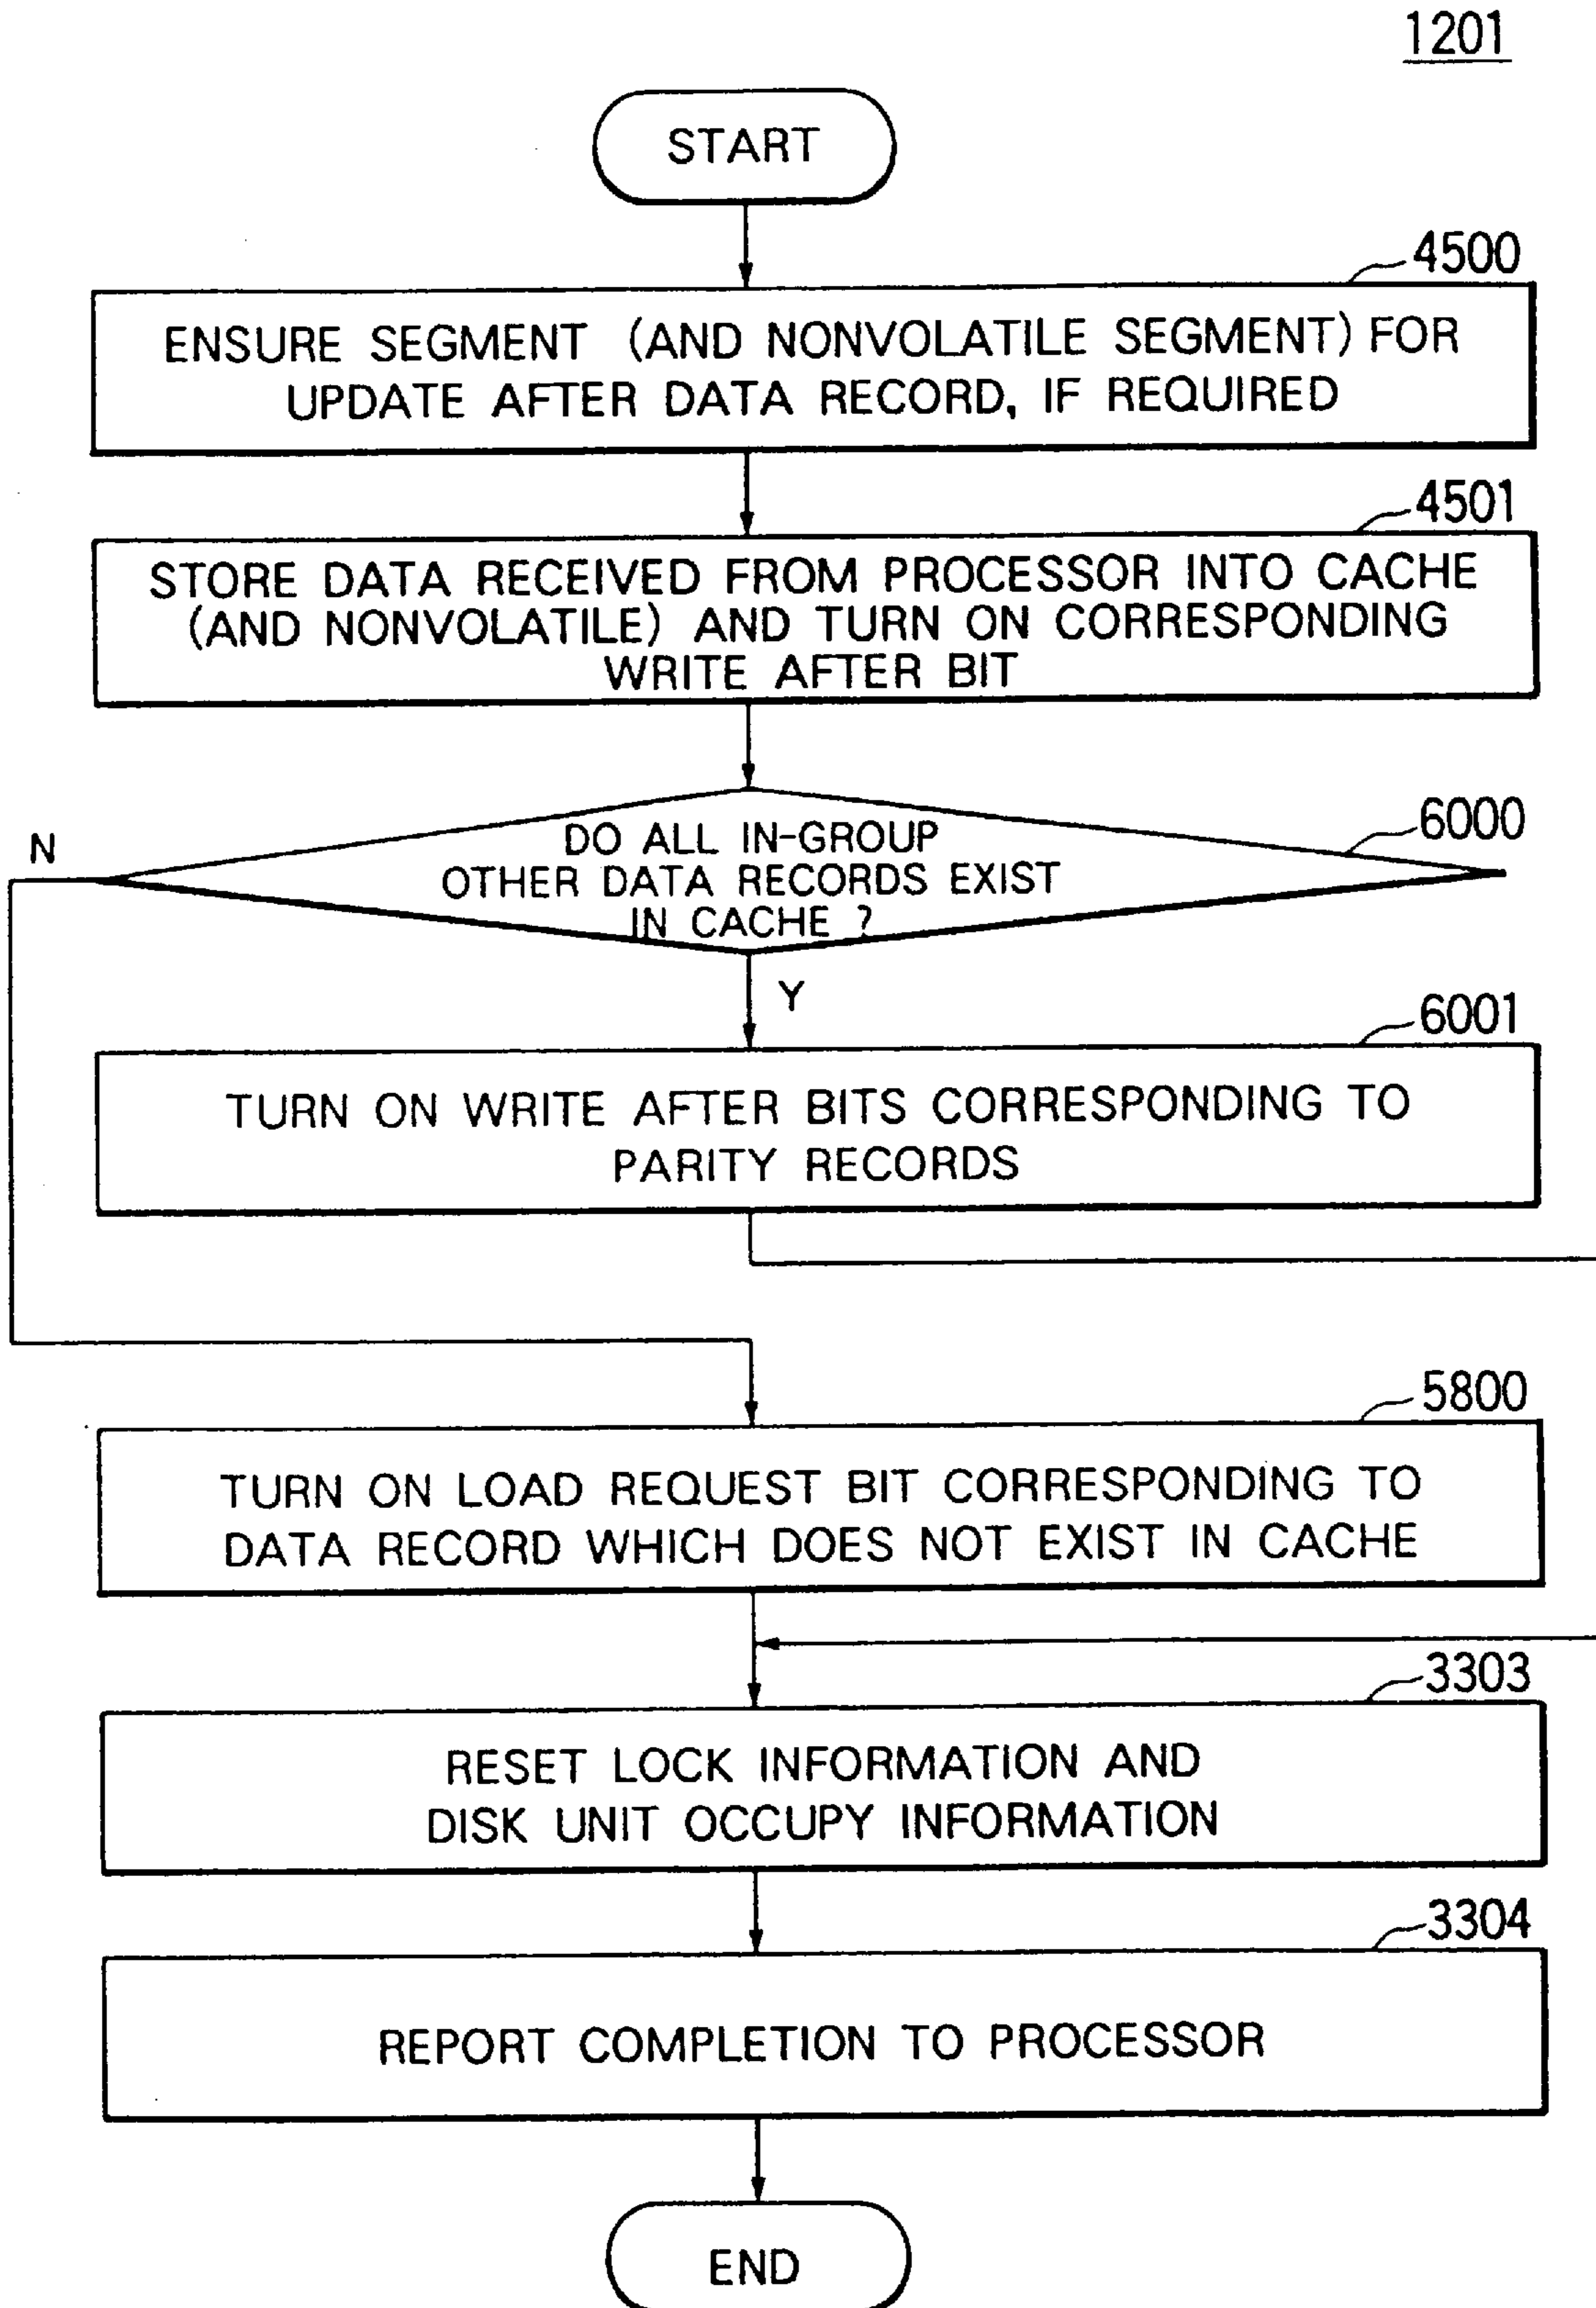 1201
START
4500
ENSURE SEGMENT (AND NONVOLATILE SEGMENT) FOR
UPDATE AFTER DATA RECORD, IF REQUIRED
4501
STORE DATA RECEIVED FROM PROCESSOR INTO CACHE
(AND NONVOLATILE) AND TURN ON CORRESPONDING
WRITE AFTER BIT
N
6000
DO ALL IN-GROUP
OTHER DATA RECORDS EXIST
IN CACHE ?
Y
6001
TURN ON WRITE AFTER BITS CORRESPONDING TO
PARITY RECORDS
5800
TURN ON LOAD REQUEST BIT CORRESPONDING TO
DATA RECORD WHICH DOES NOT EXIST IN CACHE
3303
RESET LOCK INFORMATION AND
DISK UNIT OCCUPY INFORMATION
3304
REPORT COMPLETION TO PROCESSOR
END